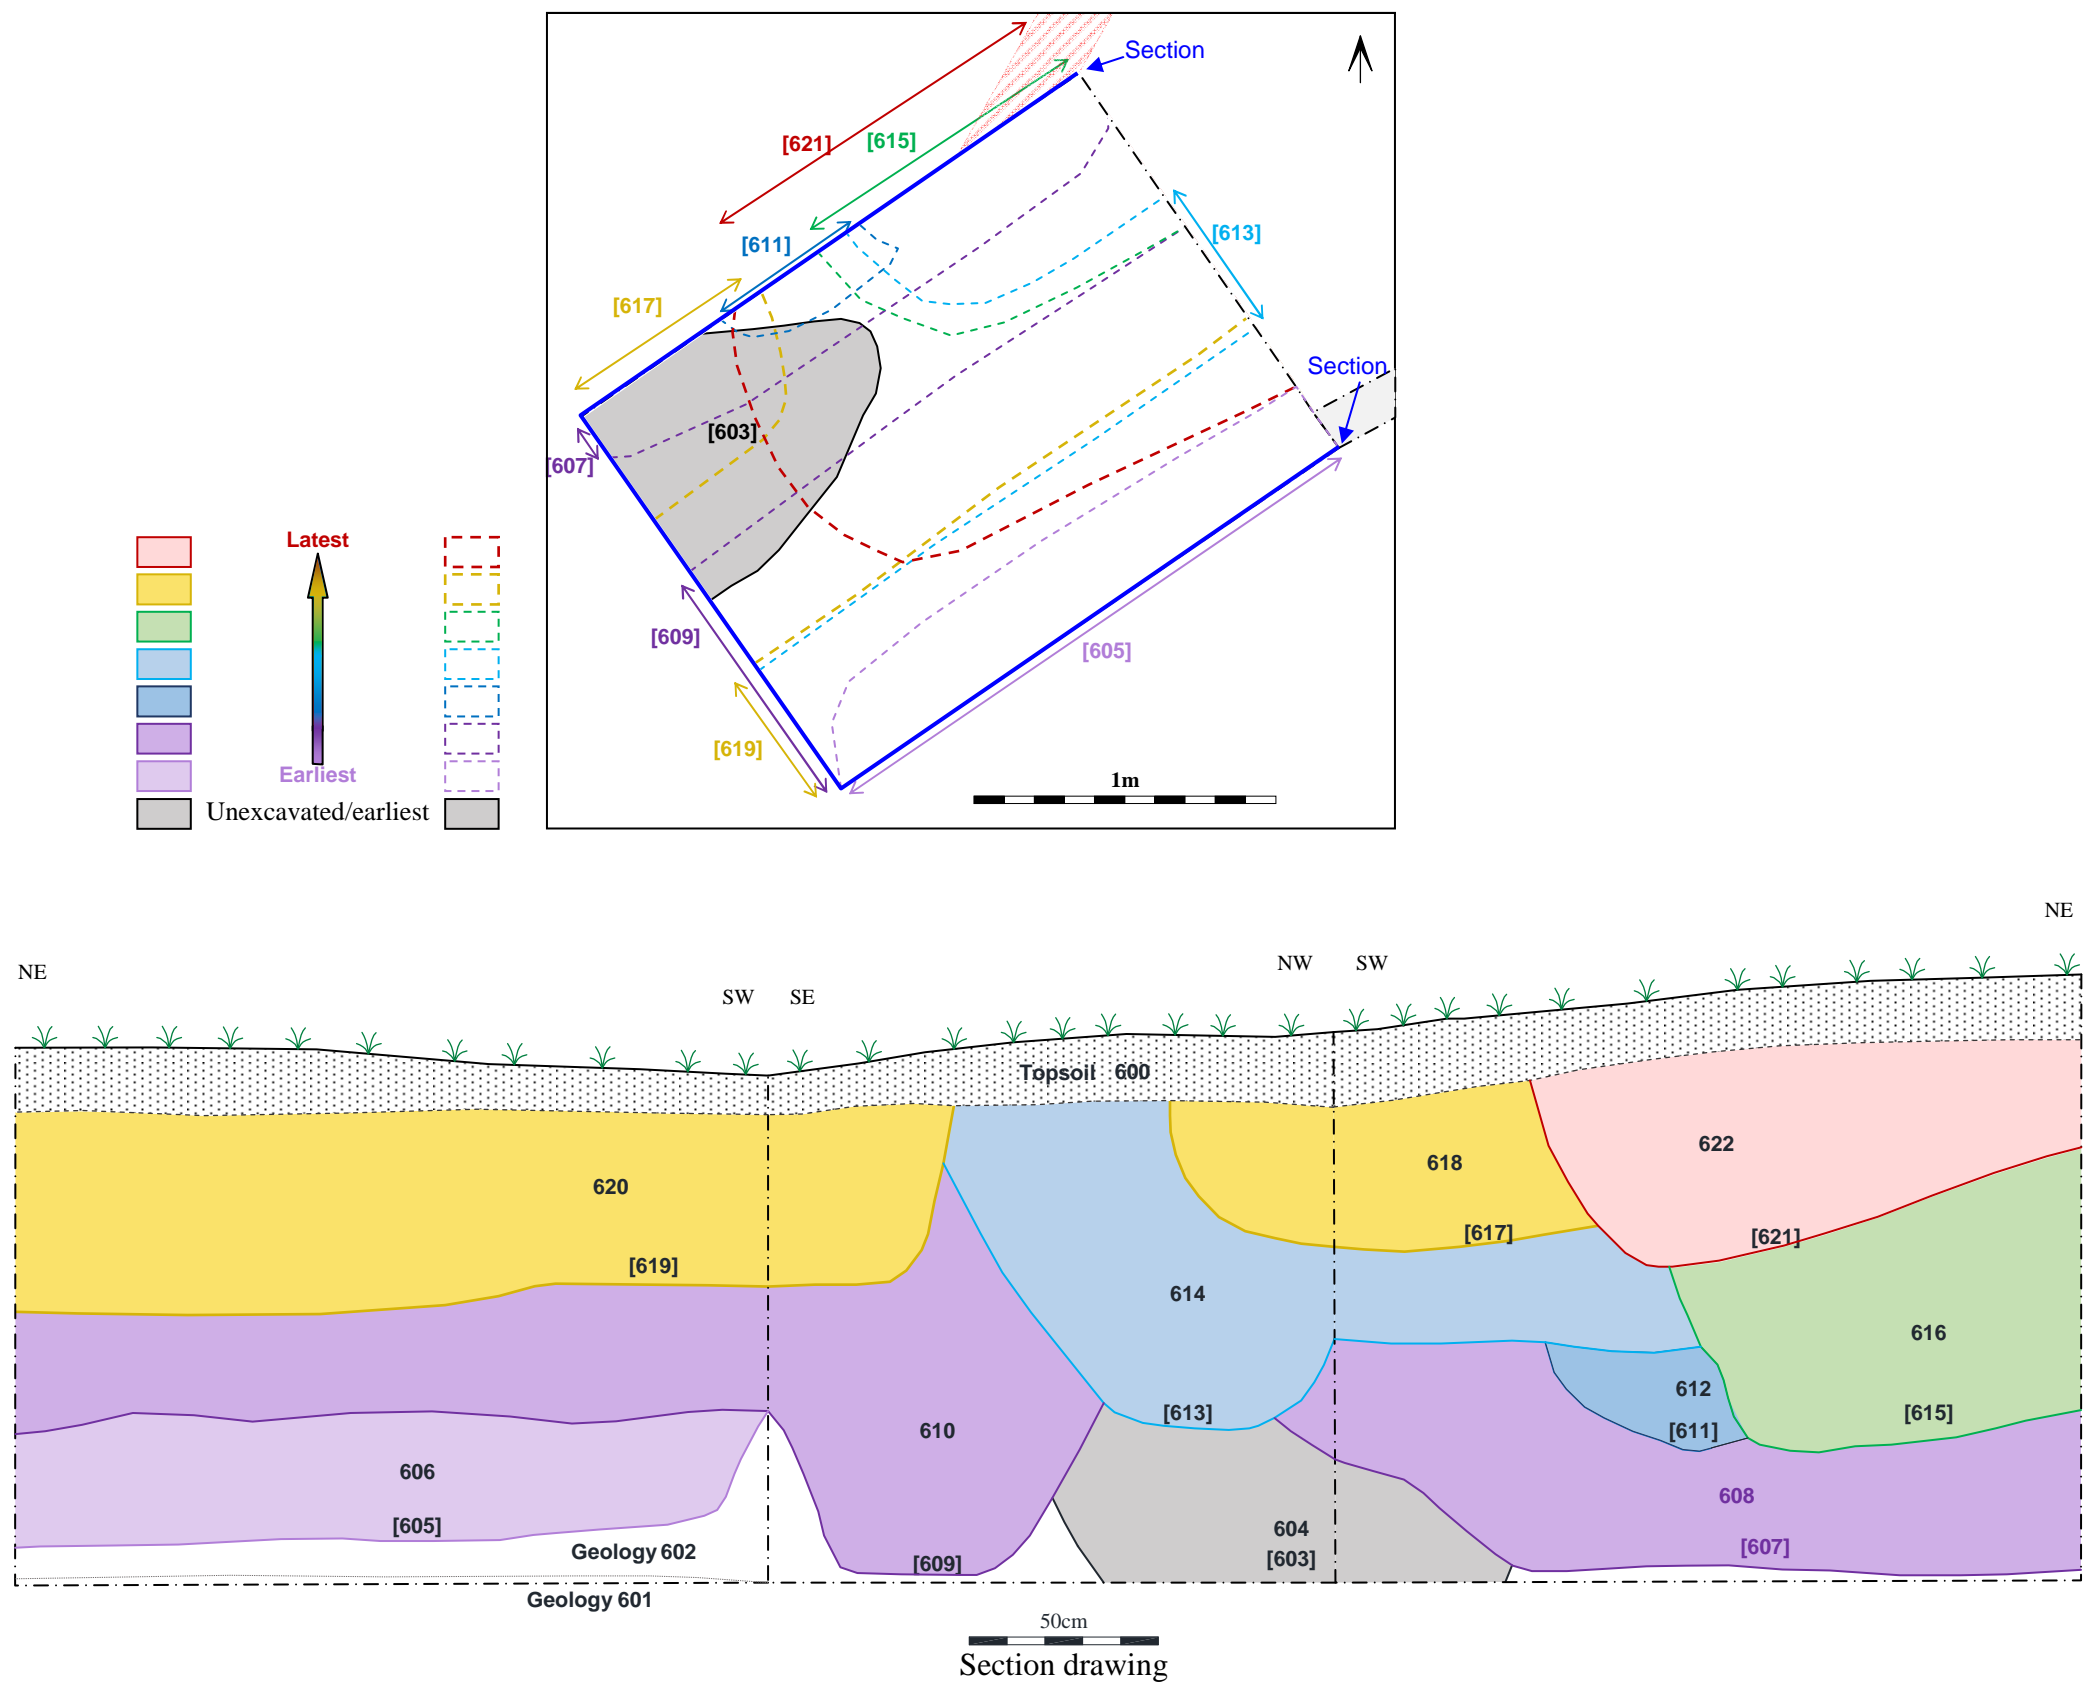 Section
[621]
[615]
[613]
[611]
[617]
Section
[603]
[607]
Latest
[609]
[605]
[619]
Earliest
1m
Unexcavated/earliest
NE
NE
SW
SE
NW
SW
Topsoil 600
622
618
620
[617]
[621]
[619]
614
616
612
[613]
[615]
610
[611]
606
608
[605]
604
[607]
Geology 602
[603]
[609]
Geology 601
50cm
Section drawing